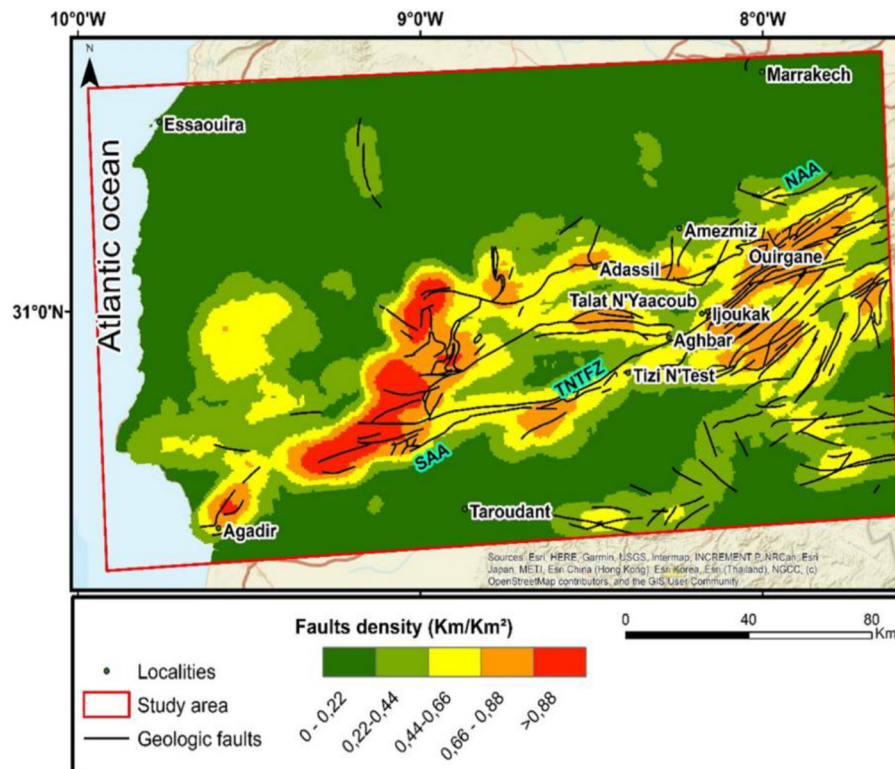 10°0'W
9°0'W
8°0'W
N
Marrakech
Essaouira
Atlantic ocean
NAA
Amezmiz
Ouirgane
Adassil
31°0'N
Talat N'Yaacoub
Ijoukak
Aghbar
TNTFZ
Tizi N'Test
SAA
Taroudant
Agadir
Sources: Esri, HERE, Garmin, USGS, Intermap, INCREMENT P, NRCan, Esri
Japan, METI, Esri China (Hong Kong), Esri Korea, Esri (Thailand), NGCC, (c)
OpenStreetMap contributors, and the GIS User Community
Faults density (Km/Km²)
0
40
80
Km
Localities
Study area
Geologic faults
0 - 0,22
0,22-0,44
0,44-0,66
0,66 - 0,88
>0,88